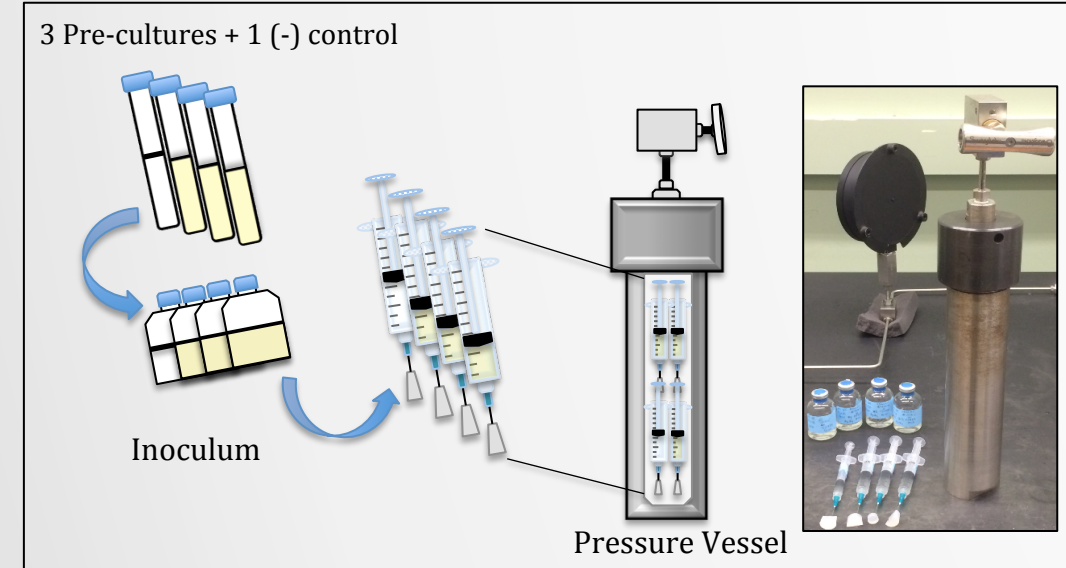 3 Pre-cultures + 1 (-) control
Inoculum
Pressure Vessel